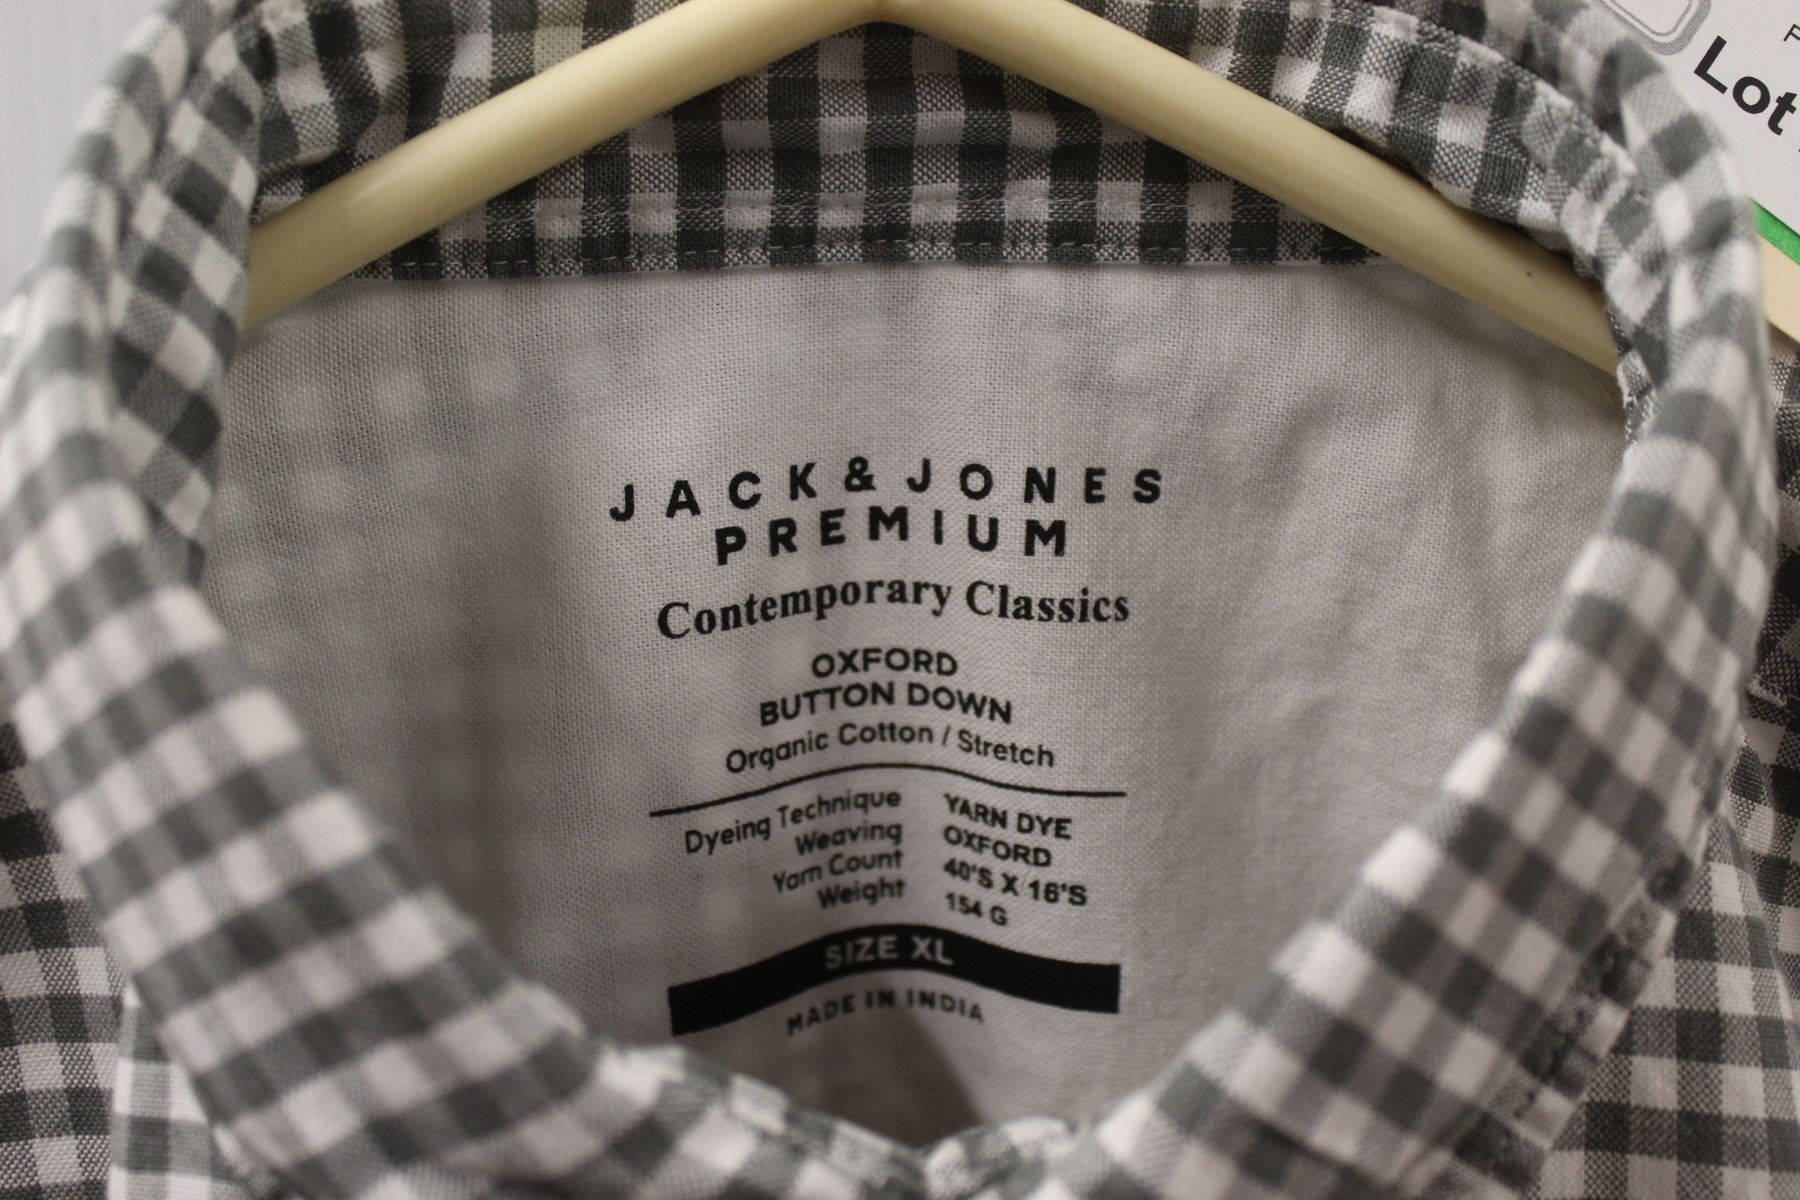 JACK & JONES
PREMIUM
Contemporary Classics
OXFORD
BUTTON DOWN
Organic Cotton / Stretch
Dyeing Technique YARN DYE
Weaving OXFORD
Yarn Count 40'S X 16'S
Weight 154 G
SIZE XL
MADE IN INDIA
Lot